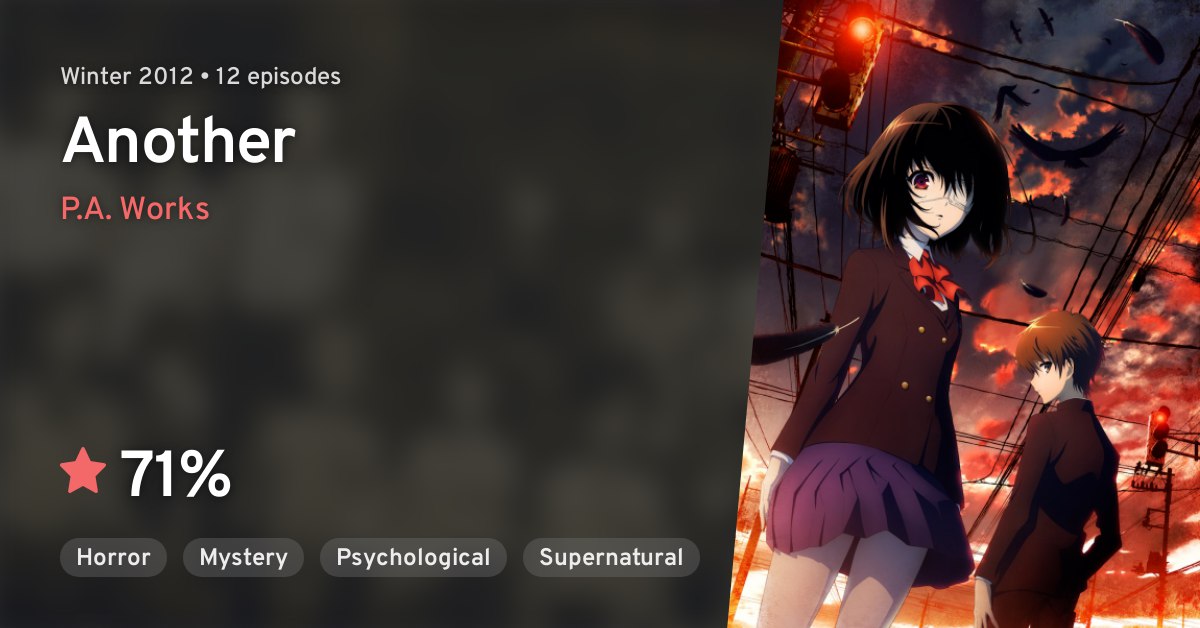 Winter 2012 • 12 episodes
Another
P.A. Works
71%
Horror Mystery Psychological Supernatural